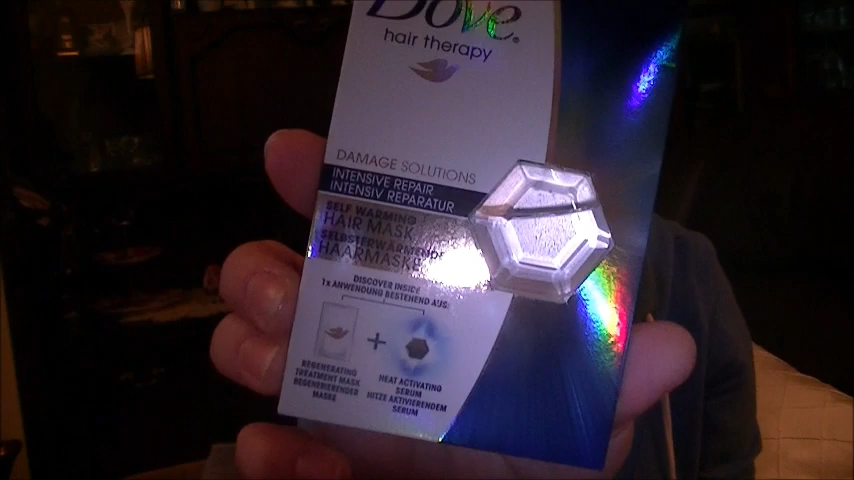 Dove®
hair therapy
DAMAGE SOLUTIONS
INTENSIVE REPAIR
INTENSIV REPARATUR
SELF WARMING
HAIR MASK
SELBSTERWÄRMENDE
HAARMASKE
DISCOVER INSIDE
1x ANWENDUNG BESTEHEND AUS:
+
REGENERATING
TREATMENT MASK
REGENERIERENDER
MASKE
HEAT ACTIVATING
SERUM
HITZE AKTIVIERENDEM
SERUM